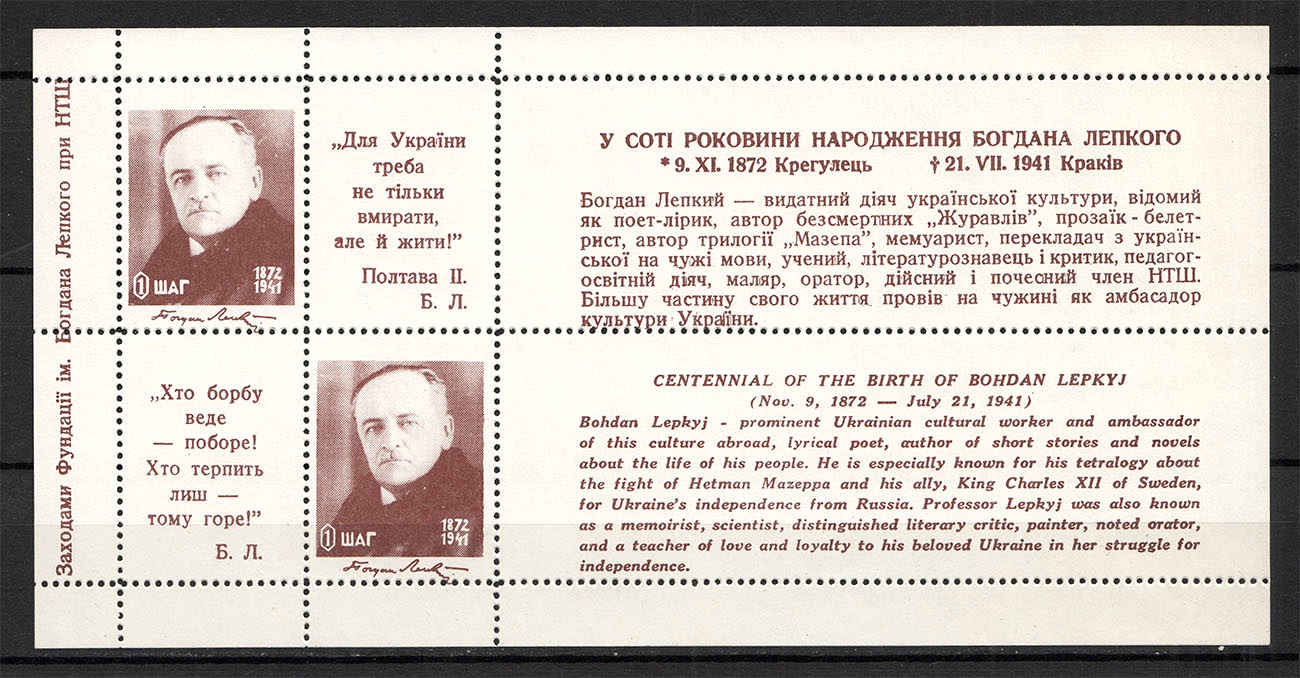 Заходами Фундації ім. Богдана Лепкого при НТШ
1872
1941
1 ШАГ
Богдан Лепкий
„Для України
треба
не тільки
вмирати,
але й жити!”
Полтава II.
Б. Л.
„Хто борбу
веде
— поборе!
Хто терпить
лиш —
тому горе!”
Б. Л.
1872
1941
1 ШАГ
Богдан Лепкий
У СОТІ РОКОВИНИ НАРОДЖЕННЯ БОГДАНА ЛЕПКОГО
* 9. XI. 1872 Крегулець † 21. VII. 1941 Краків
Богдан Лепкий — видатний діяч української культури, відомий
як поет-лірик, автор безсмертних „Журавлів”, прозаїк - белет-
рист, автор трилогії „Мазепа”, мемуарист, перекладач з україн-
ської на чужі мови, учений, літературознавець і критик, педагог-
освітній діяч, маляр, оратор, дійсний і почесний член НТШ.
Більшу частину свого життя провів на чужині як амбасадор
культури України.
CENTENNIAL OF THE BIRTH OF BOHDAN LEPKYJ
(Nov. 9, 1872 — July 21, 1941)
Bohdan Lepkyj - prominent Ukrainian cultural worker and ambassador
of this culture abroad, lyrical poet, author of short stories and novels
about the life of his people. He is especially known for his tetralogy about
the fight of Hetman Mazeppa and his ally, King Charles XII of Sweden,
for Ukraine's independence from Russia. Professor Lepkyj was also known
as a memoirist, scientist, distinguished literary critic, painter, noted orator,
and a teacher of love and loyalty to his beloved Ukraine in her struggle for
independence.